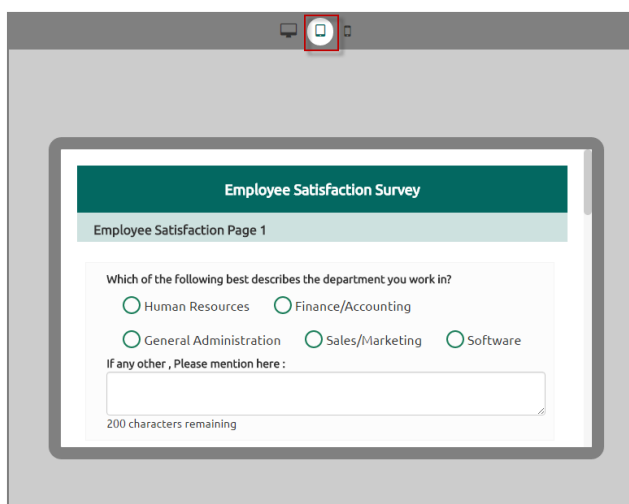 Employee Satisfaction Survey
Employee Satisfaction Page 1
Which of the following best describes the department you work in?
Human Resources Finance/Accounting
General Administration Sales/Marketing Software
If any other , Please mention here :
200 characters remaining